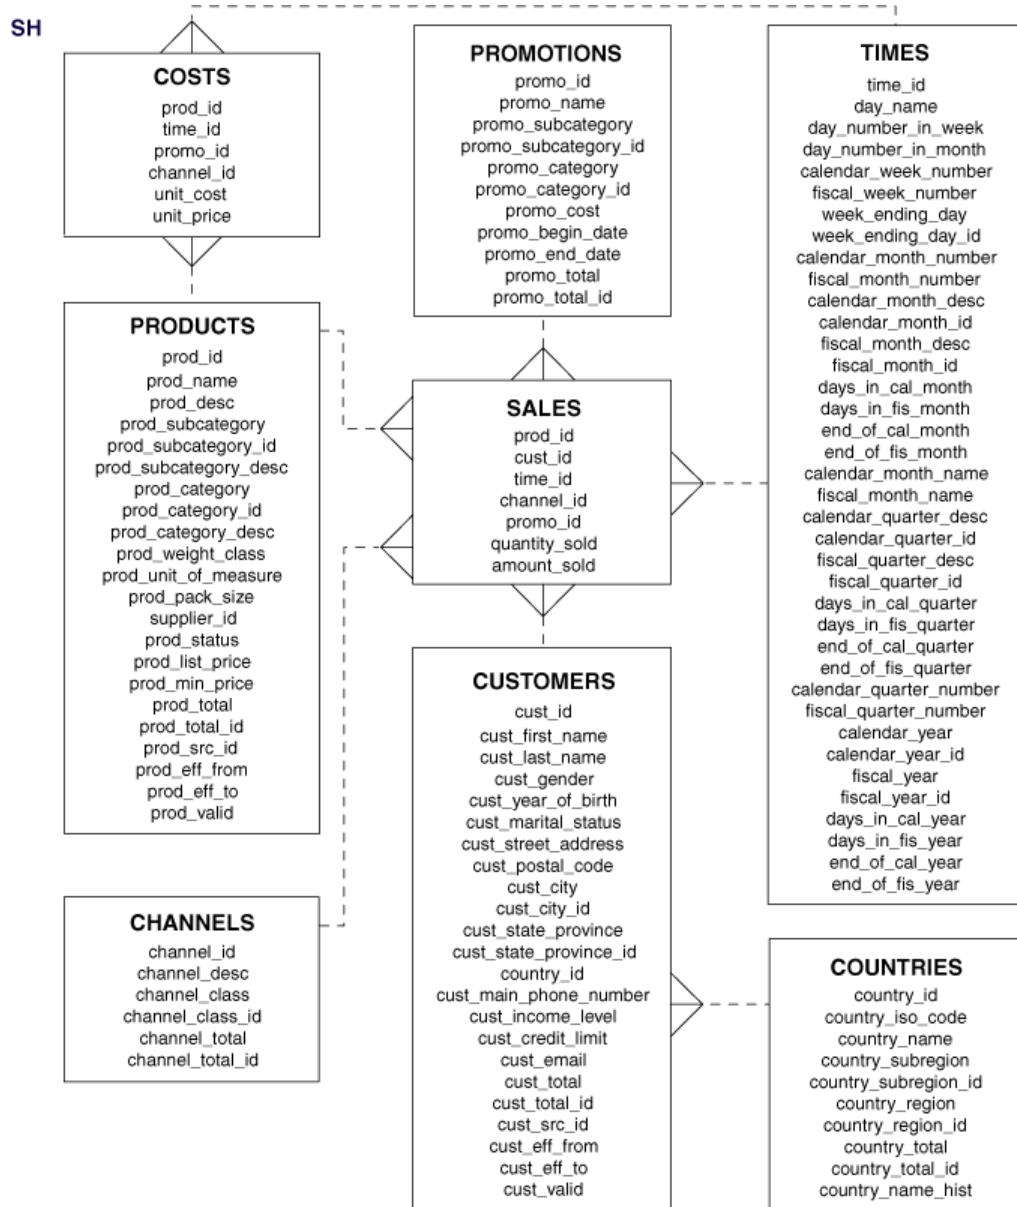 SH
COSTS
prod_id
time_id
promo_id
channel_id
unit_cost
unit_price
PROMOTIONS
promo_id
promo_name
promo_subcategory
promo_subcategory_id
promo_category
promo_category_id
promo_cost
promo_begin_date
promo_end_date
promo_total
promo_total_id
TIMES
time_id
day_name
day_number_in_week
day_number_in_month
calendar_week_number
fiscal_week_number
week_ending_day
week_ending_day_id
calendar_month_number
fiscal_month_number
calendar_month_desc
calendar_month_id
fiscal_month_desc
fiscal_month_id
days_in_cal_month
days_in_fis_month
end_of_cal_month
end_of_fis_month
calendar_month_name
fiscal_month_name
calendar_quarter_desc
calendar_quarter_id
fiscal_quarter_desc
fiscal_quarter_id
days_in_cal_quarter
days_in_fis_quarter
end_of_cal_quarter
end_of_fis_quarter
calendar_quarter_number
fiscal_quarter_number
calendar_year
calendar_year_id
fiscal_year
fiscal_year_id
days_in_cal_year
days_in_fis_year
end_of_cal_year
end_of_fis_year
PRODUCTS
prod_id
prod_name
prod_desc
prod_subcategory
prod_subcategory_id
prod_subcategory_desc
prod_category
prod_category_id
prod_category_desc
prod_weight_class
prod_unit_of_measure
prod_pack_size
supplier_id
prod_status
prod_list_price
prod_min_price
prod_total
prod_total_id
prod_src_id
prod_eff_from
prod_eff_to
prod_valid
SALES
prod_id
cust_id
time_id
channel_id
promo_id
quantity_sold
amount_sold
CUSTOMERS
cust_id
cust_first_name
cust_last_name
cust_gender
cust_year_of_birth
cust_marital_status
cust_street_address
cust_postal_code
cust_city
cust_city_id
cust_state_province
cust_state_province_id
country_id
cust_main_phone_number
cust_income_level
cust_credit_limit
cust_email
cust_total
cust_total_id
cust_src_id
cust_eff_from
cust_eff_to
cust_valid
CHANNELS
channel_id
channel_desc
channel_class
channel_class_id
channel_total
channel_total_id
COUNTRIES
country_id
country_iso_code
country_name
country_subregion
country_subregion_id
country_region
country_region_id
country_total
country_total_id
country_name_hist